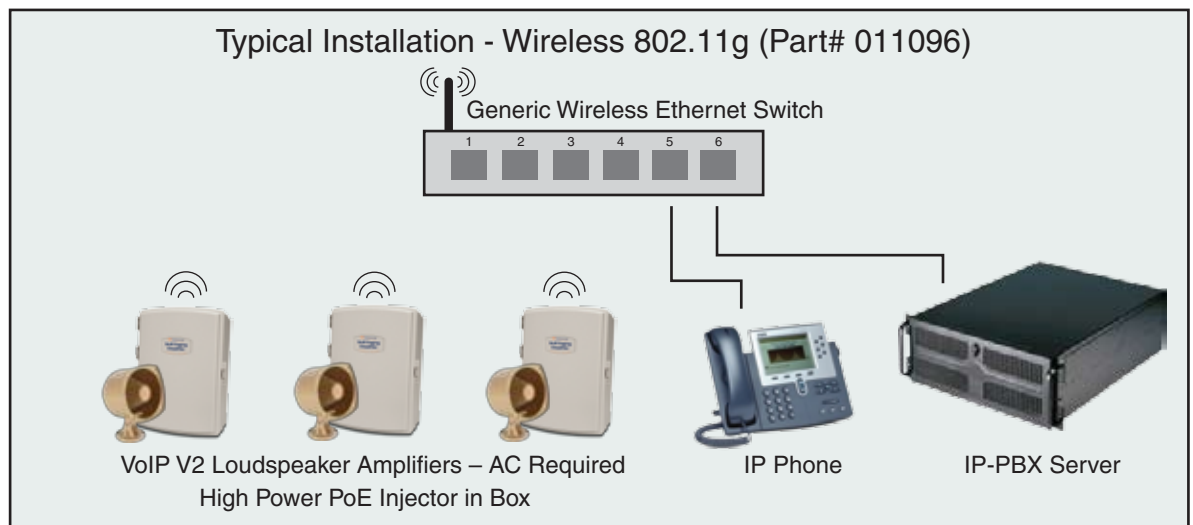 Typical Installation - Wireless 802.11g (Part# 011096)
Generic Wireless Ethernet Switch
1 2 3 4 5 6
VoIP V2 Loudspeaker Amplifiers – AC Required
High Power PoE Injector in Box
IP Phone
IP-PBX Server